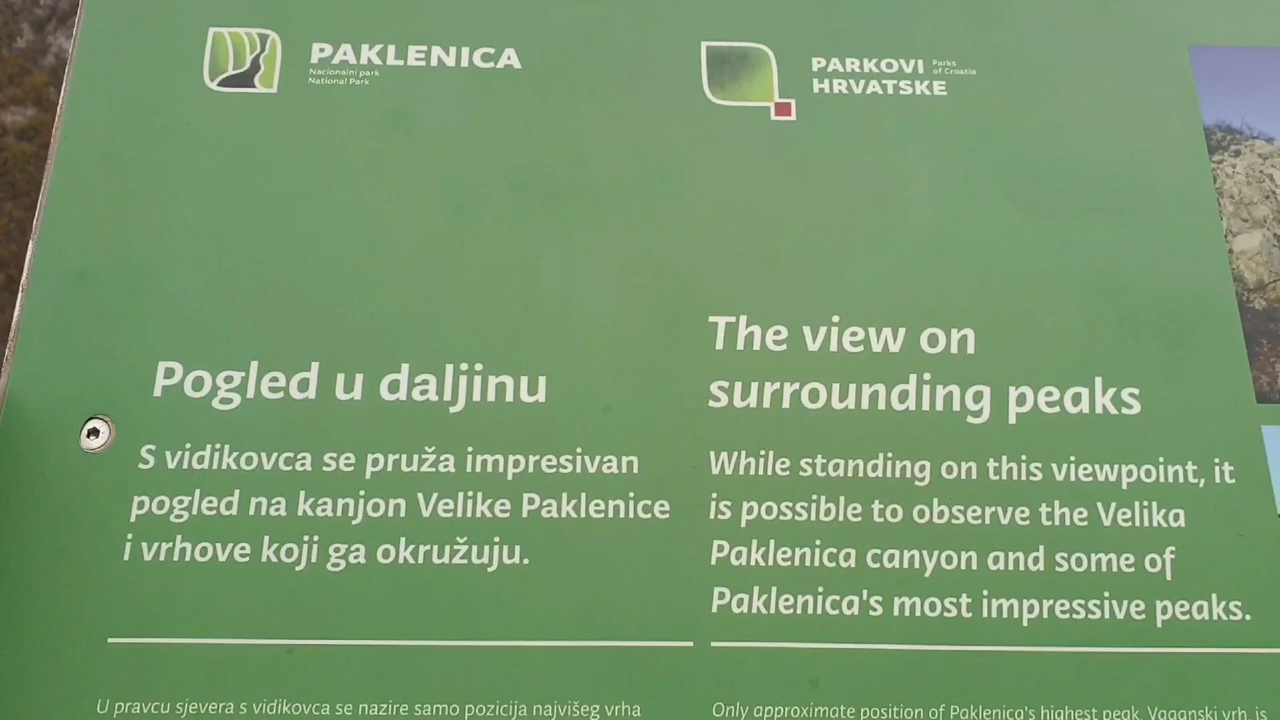 PAKLENICA
Nacionalni park
National Park
PARKOVI
HRVATSKE
Parks
of Croatia
Pogled u daljinu
S vidikovca se pruža impresivan
pogled na kanjon Velike Paklenice
i vrhove koji ga okružuju.
U pravcu sjevera s vidikovca se nazire samo pozicija najvišeg vrha
The view on
surrounding peaks
While standing on this viewpoint, it
is possible to observe the Velika
Paklenica canyon and some of
Paklenica's most impressive peaks.
Only approximate position of Paklenica's highest peak, Vaganski vrh, is